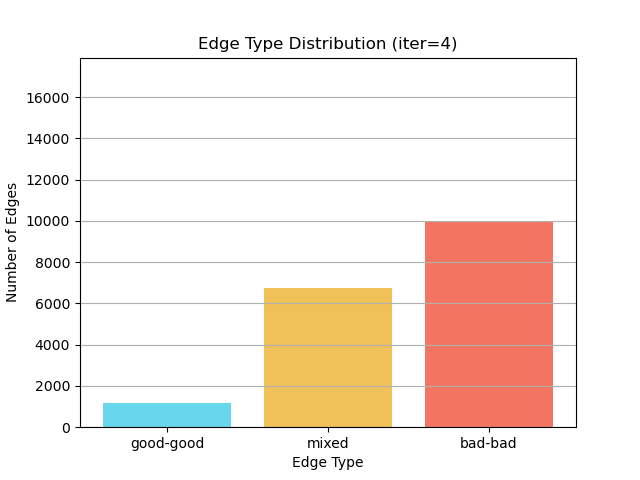 Edge Type Distribution (iter=4)
Number of Edges
16000
14000
12000
10000
8000
6000
4000
2000
0
good-good mixed bad-bad
Edge Type